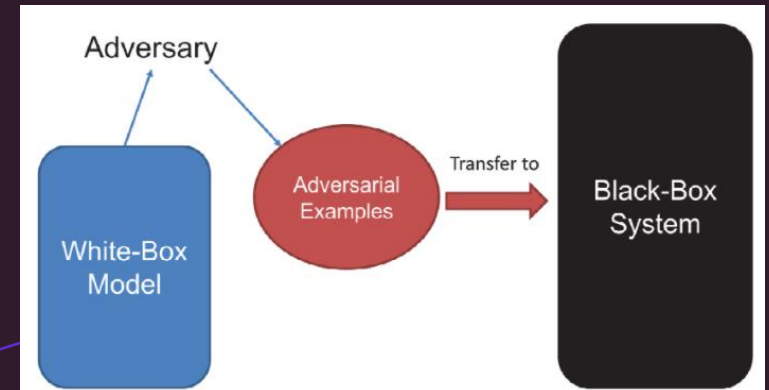 Adversary
White-Box
Model
Adversarial
Examples
Transfer to
Black-Box
System